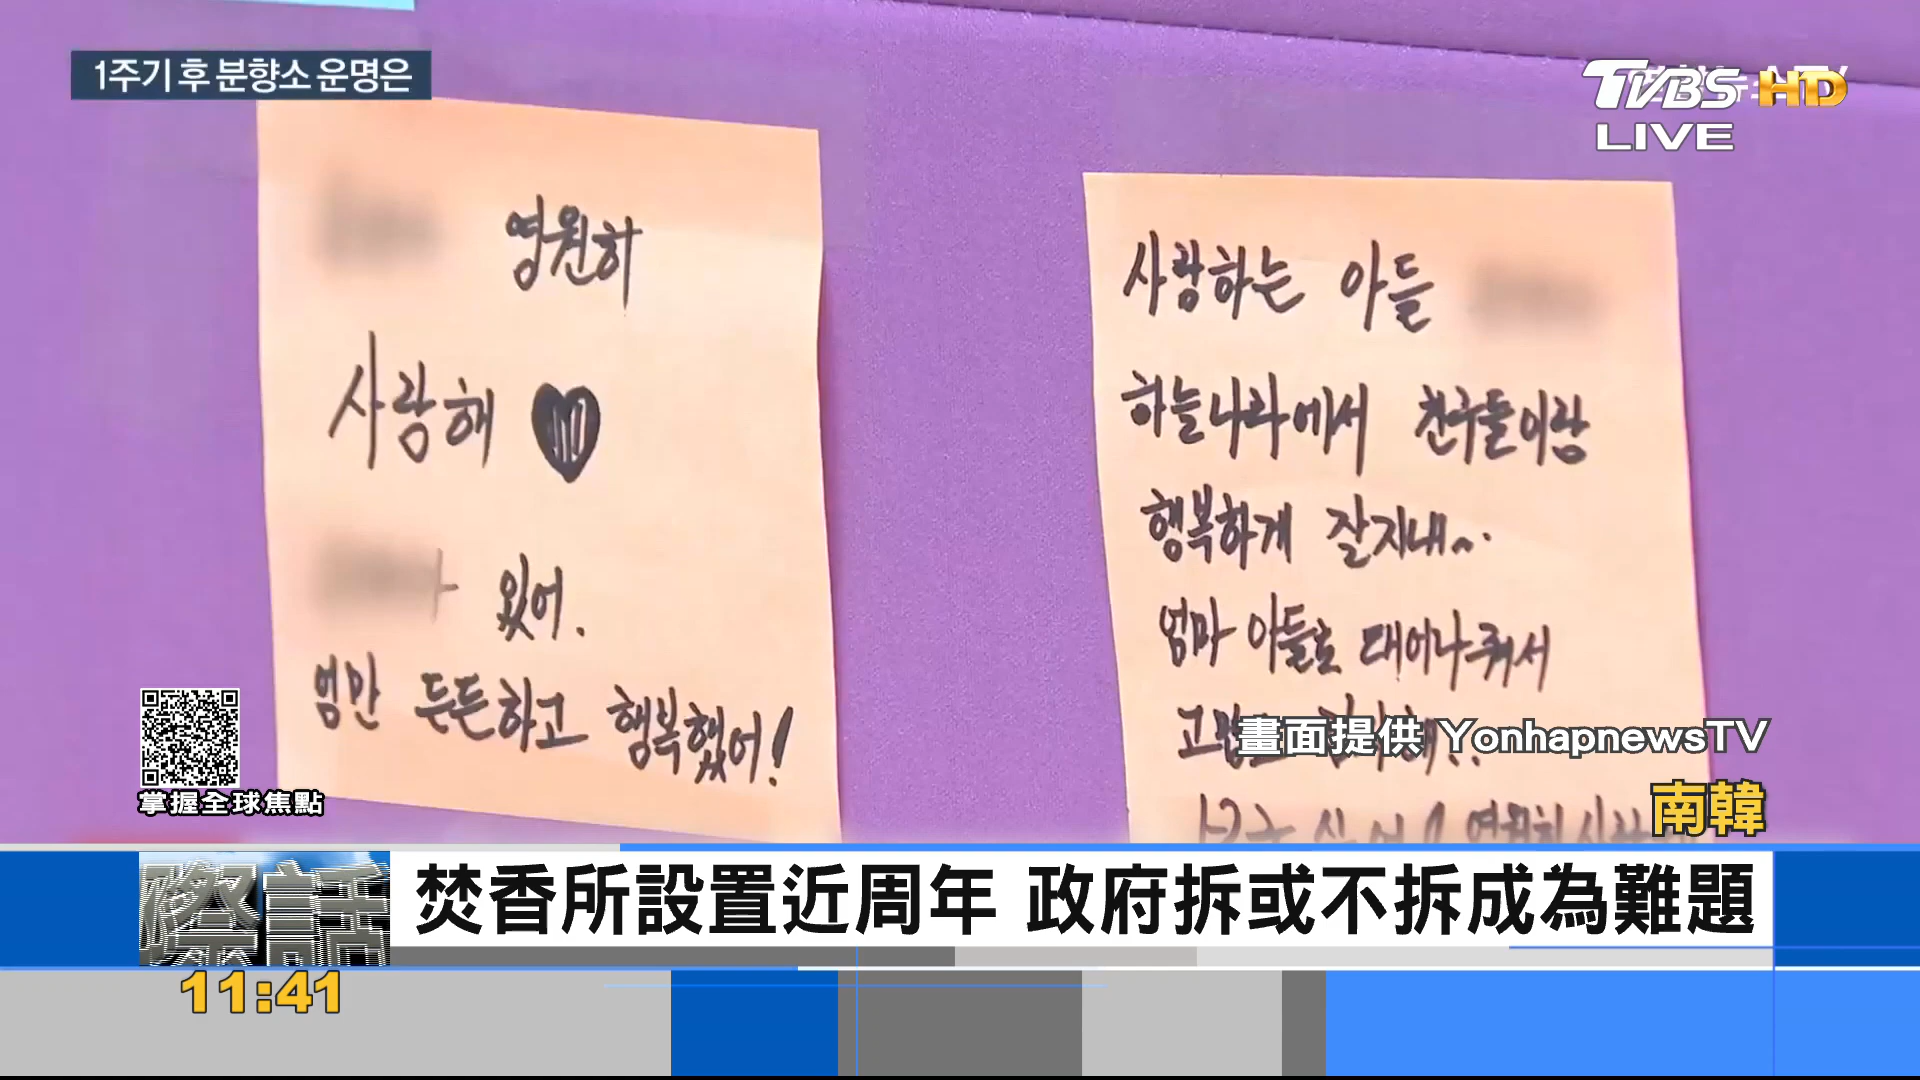 1주기 후 분향소 운명은
TVBS HD
LIVE
영원히
사랑해
있어.
엄만 든든하고 행복했어!
사랑하는 아들
하늘나라에서 친구들이랑
행복하게 잘지내~.
엄마 아들로 태어나줘서
畫面提供 YonhapnewsTV
南韓
掌握全球焦點
際話
焚香所設置近周年 政府拆或不拆成為難題
11:41